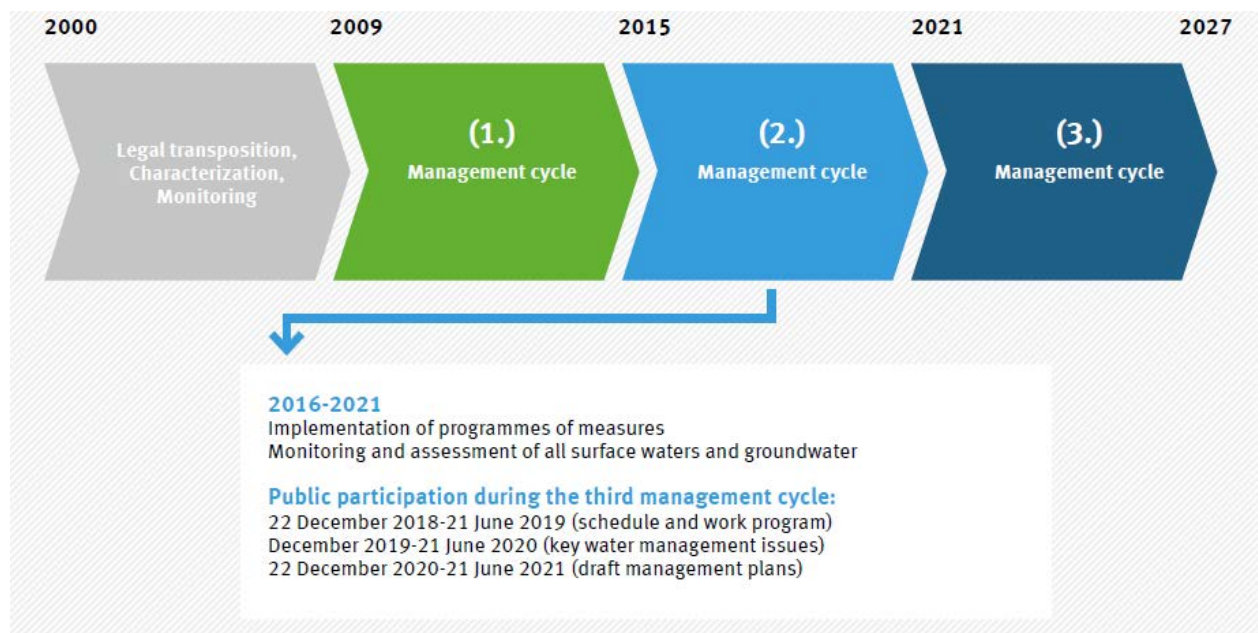 2000 2009 2015 2021 2027
Legal transposition,
Characterization,
Monitoring
(1.)
Management cycle
(2.)
Management cycle
(3.)
Management cycle
2016-2021
Implementation of programmes of measures
Monitoring and assessment of all surface waters and groundwater
Public participation during the third management cycle:
22 December 2018-21 June 2019 (schedule and work program)
December 2019-21 June 2020 (key water management issues)
22 December 2020-21 June 2021 (draft management plans)